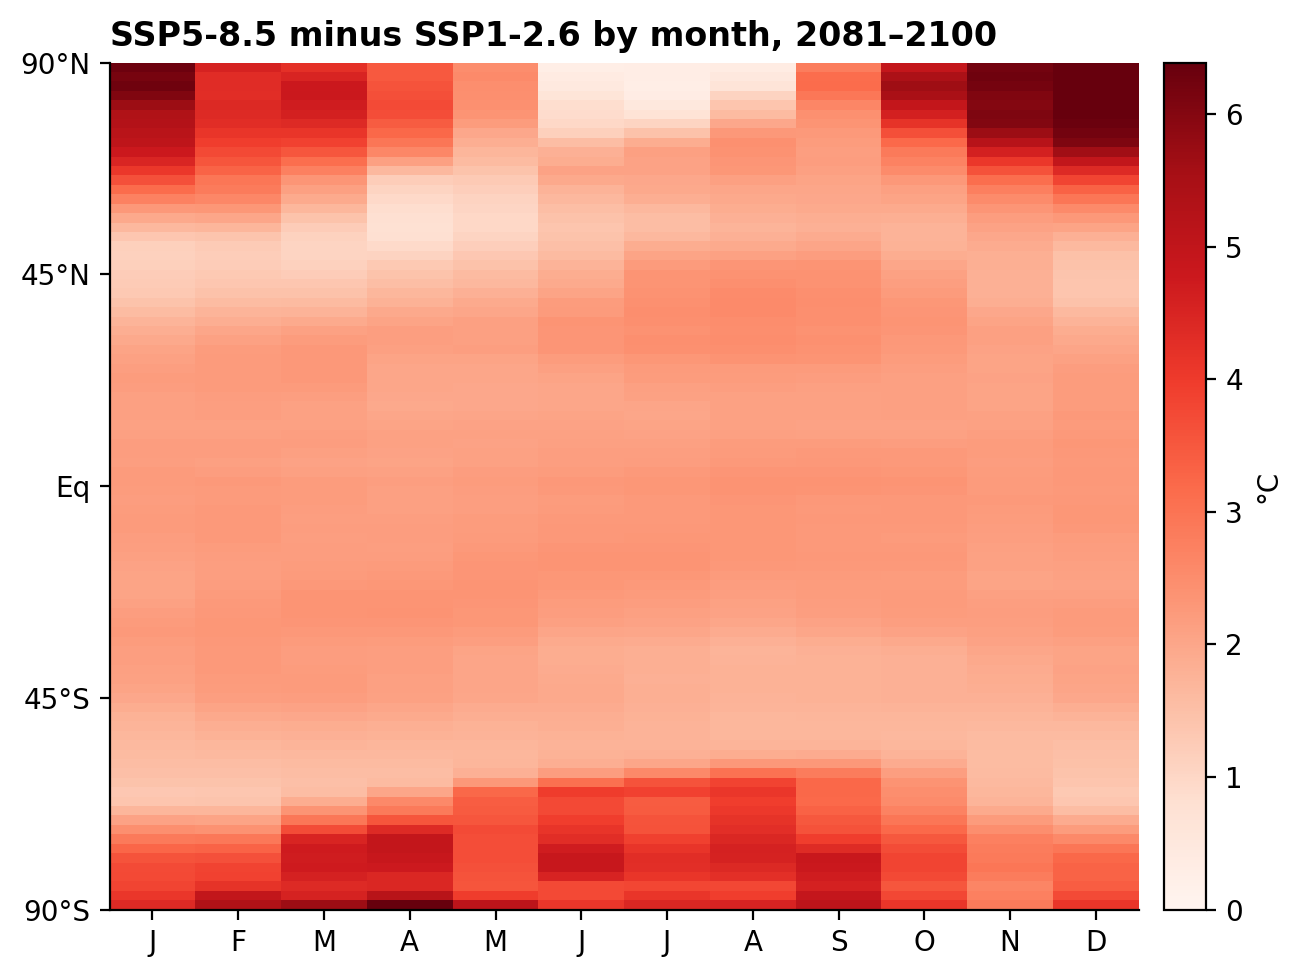 SSP5-8.5 minus SSP1-2.6 by month, 2081–2100
90°N
45°N
Eq
45°S
90°S
J F M A M J J A S O N D
6
5
4
3
2
1
0
°C